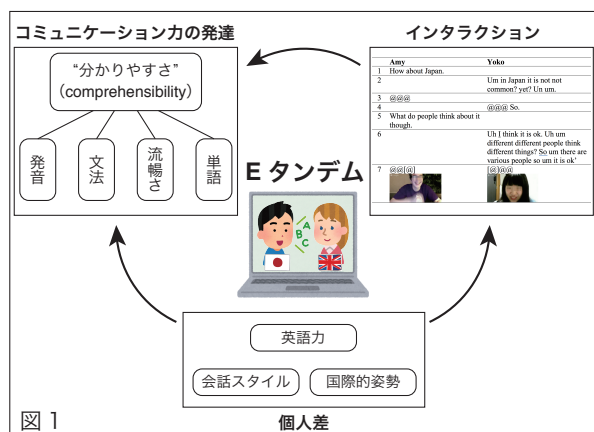 コミュニケーション力の発達
“分かりやすさ”
（comprehensibility）
発音
文法
流暢さ
単語
インタラクション
Amy Yoko
1 How about Japan.
2 Um in Japan it is not not
common? yet? Un um.
3 @@@
4 @@@ So.
5 What do people think about it
though.
6 Uh I think it is ok. Uh um
different different people think
different things? So um there are
various people so um it is ok’
7 @@[@] [@]@@
Eタンデム
A
B
C
英語力
会話スタイル
国際的姿勢
個人差
図 1